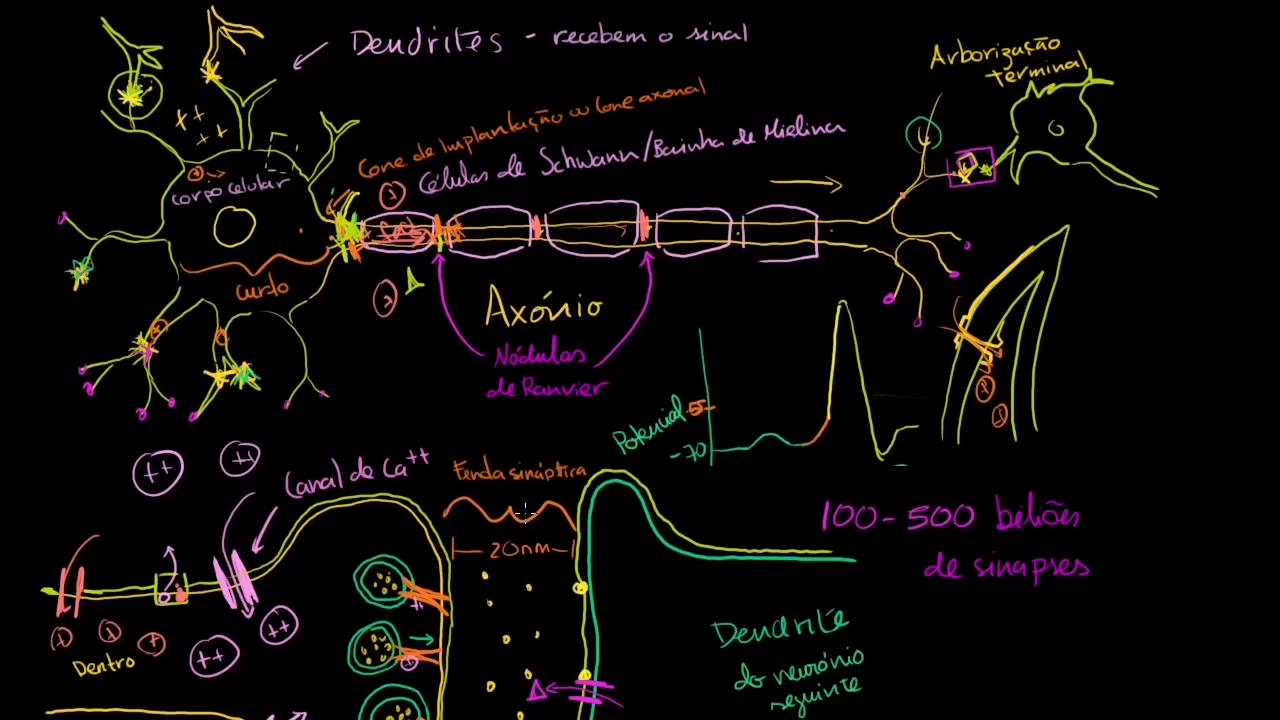 Dendrites - recebem o sinal
Arborização
terminal
Cone de Implantação ou Cone axonal
Células de Schwann/Bainha de Mielina
corpo celular
curto
Axónio
Nódulas
de Ranvier
Potencial
-70
Canal de Ca++
Fenda sináptica
20nm
100-500 biliões
de sinapses
Dentro
++
++
++
++
Dendrite
do neurónio
seguinte